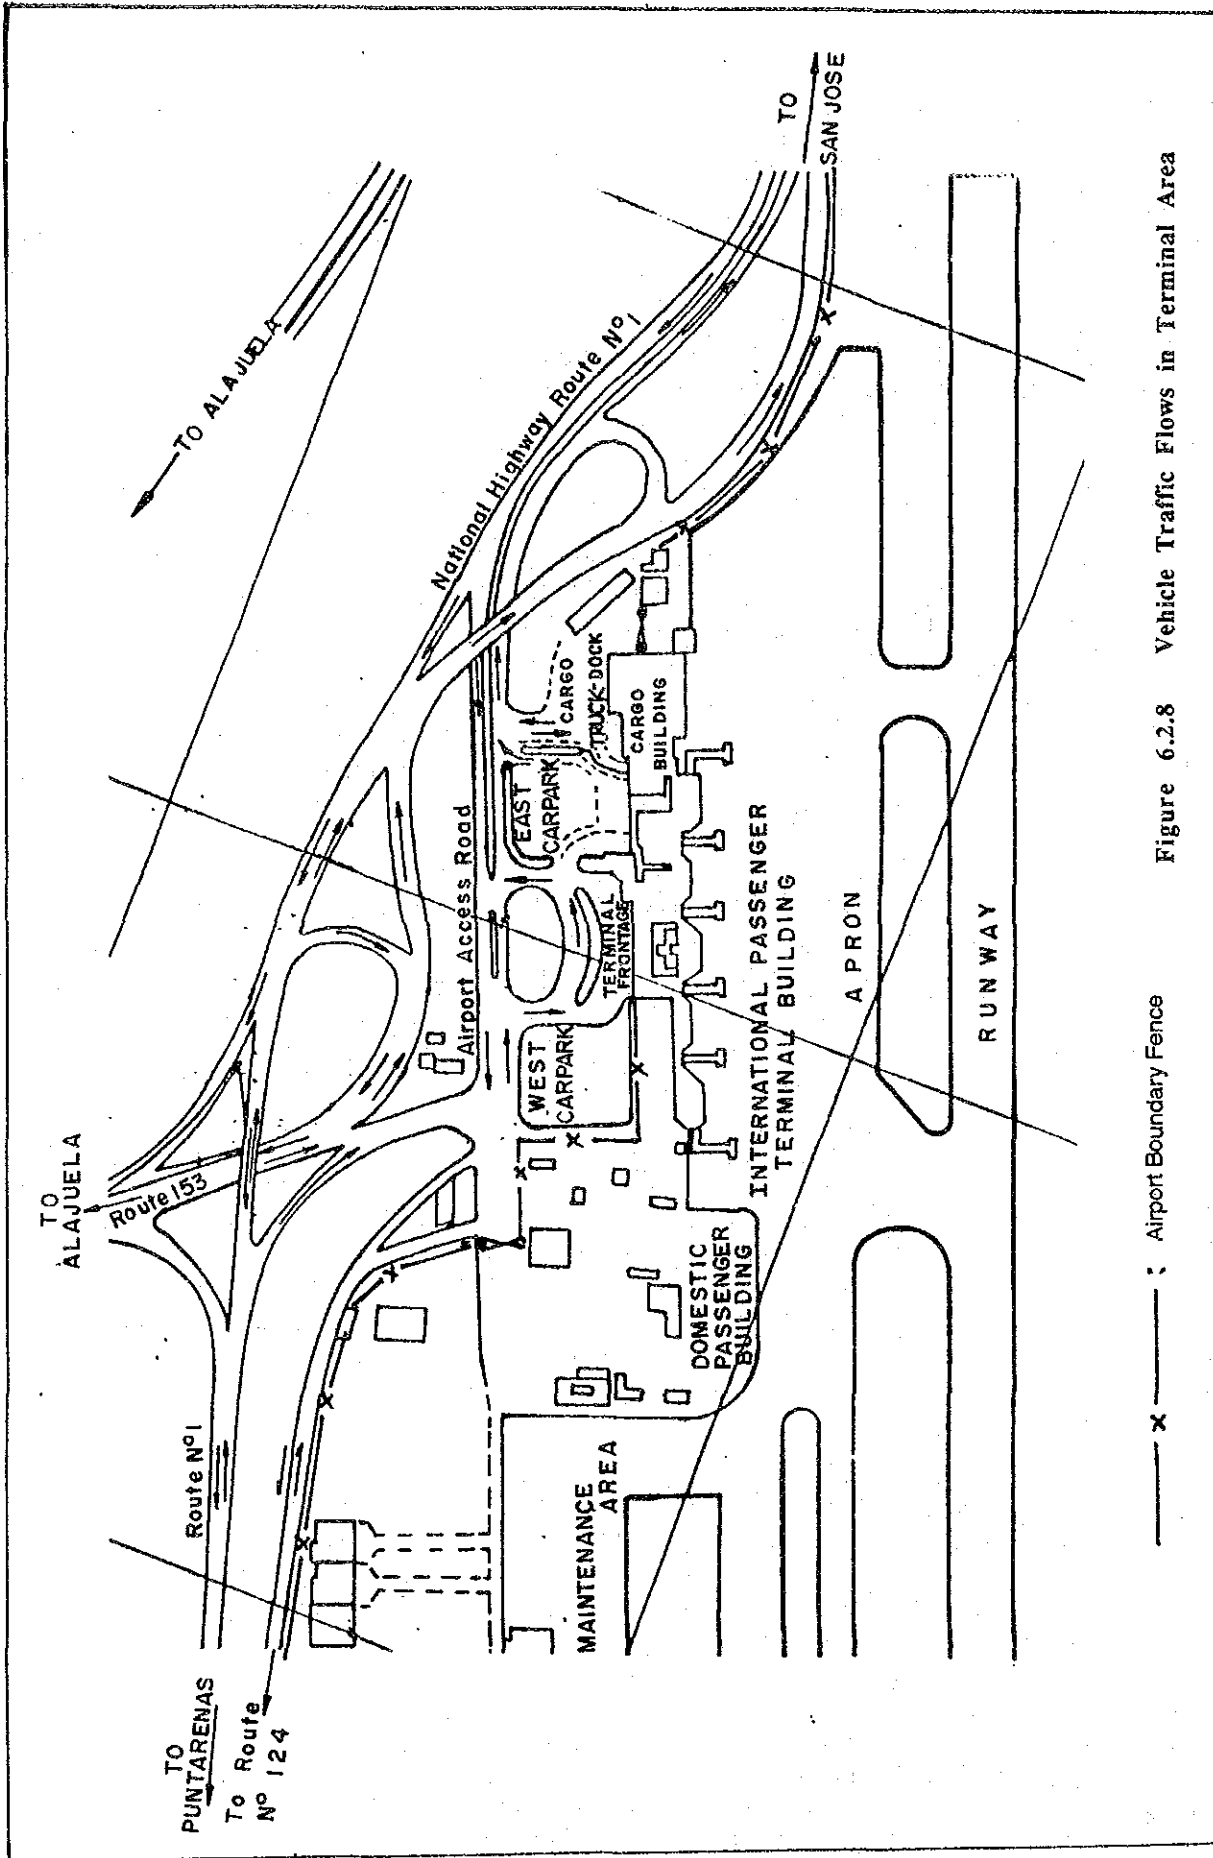 TO
SAN JOSE
TO ALAJUELA
National Highway Route Nº1
TO
ALAJUELA
Route 153
Airport Access Road
EAST
CARPARK
CARGO
TRUCK-DOCK
CARGO
BUILDING
TERMINAL
FRONTAGE
WEST
CARPARK
INTERNATIONAL PASSENGER
TERMINAL BUILDING
APRON
RUNWAY
DOMESTIC
PASSENGER
BUILDING
MAINTENANCE
AREA
Route Nº1
TO
PUNTARENAS
To Route
Nº 124
X : Airport Boundary Fence
Figure 6.2.8 Vehicle Traffic Flows in Terminal Area